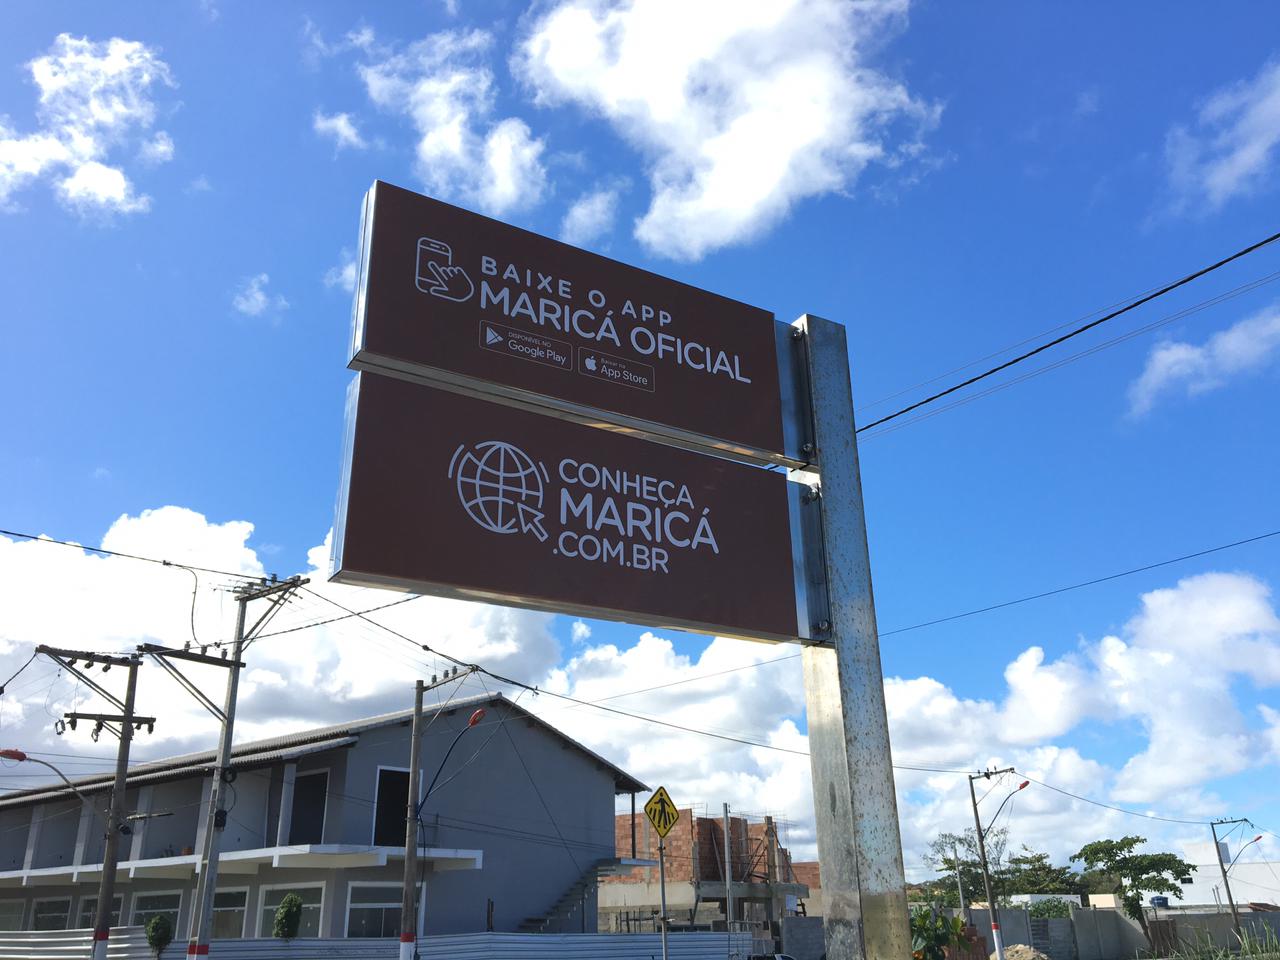 BAIXE O APP
MARICÁ OFICIAL
DISPONÍVEL NO
Google Play
Baixar na
App Store
CONHEÇA
MARICÁ
.COM.BR